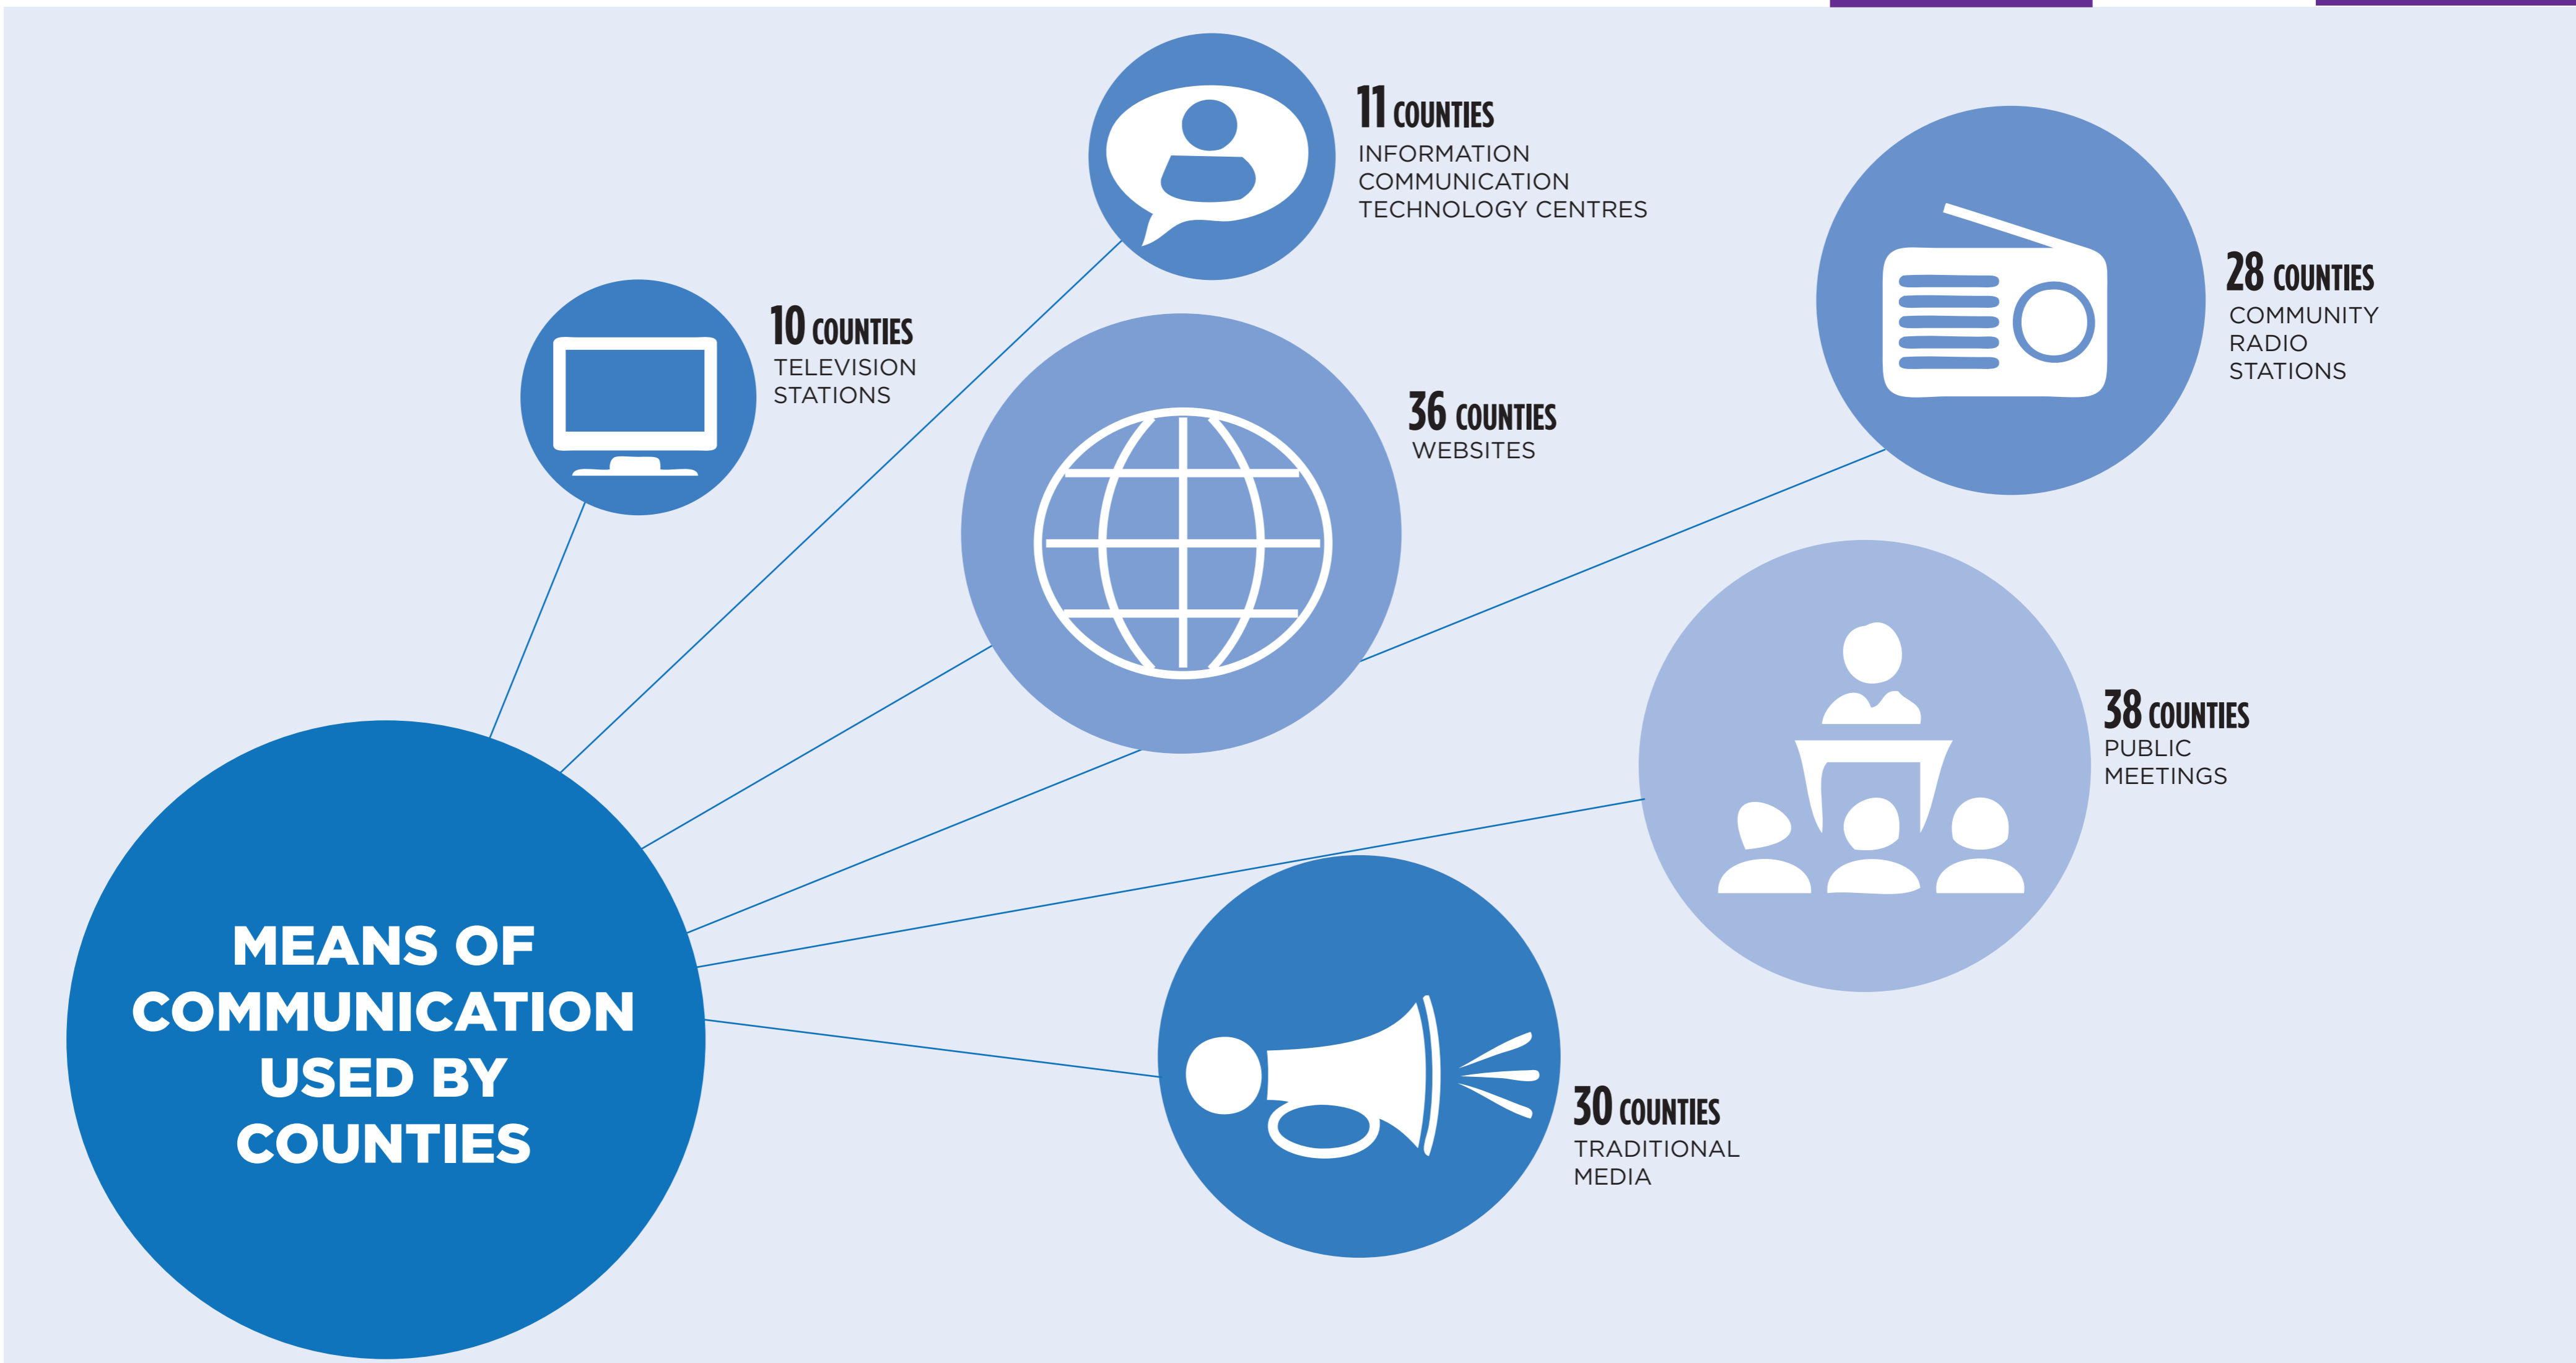 11 COUNTIES
INFORMATION
COMMUNICATION
TECHNOLOGY CENTRES
28 COUNTIES
COMMUNITY
RADIO
STATIONS
10 COUNTIES
TELEVISION
STATIONS
36 COUNTIES
WEBSITES
38 COUNTIES
PUBLIC
MEETINGS
MEANS OF
COMMUNICATION
USED BY
COUNTIES
30 COUNTIES
TRADITIONAL
MEDIA